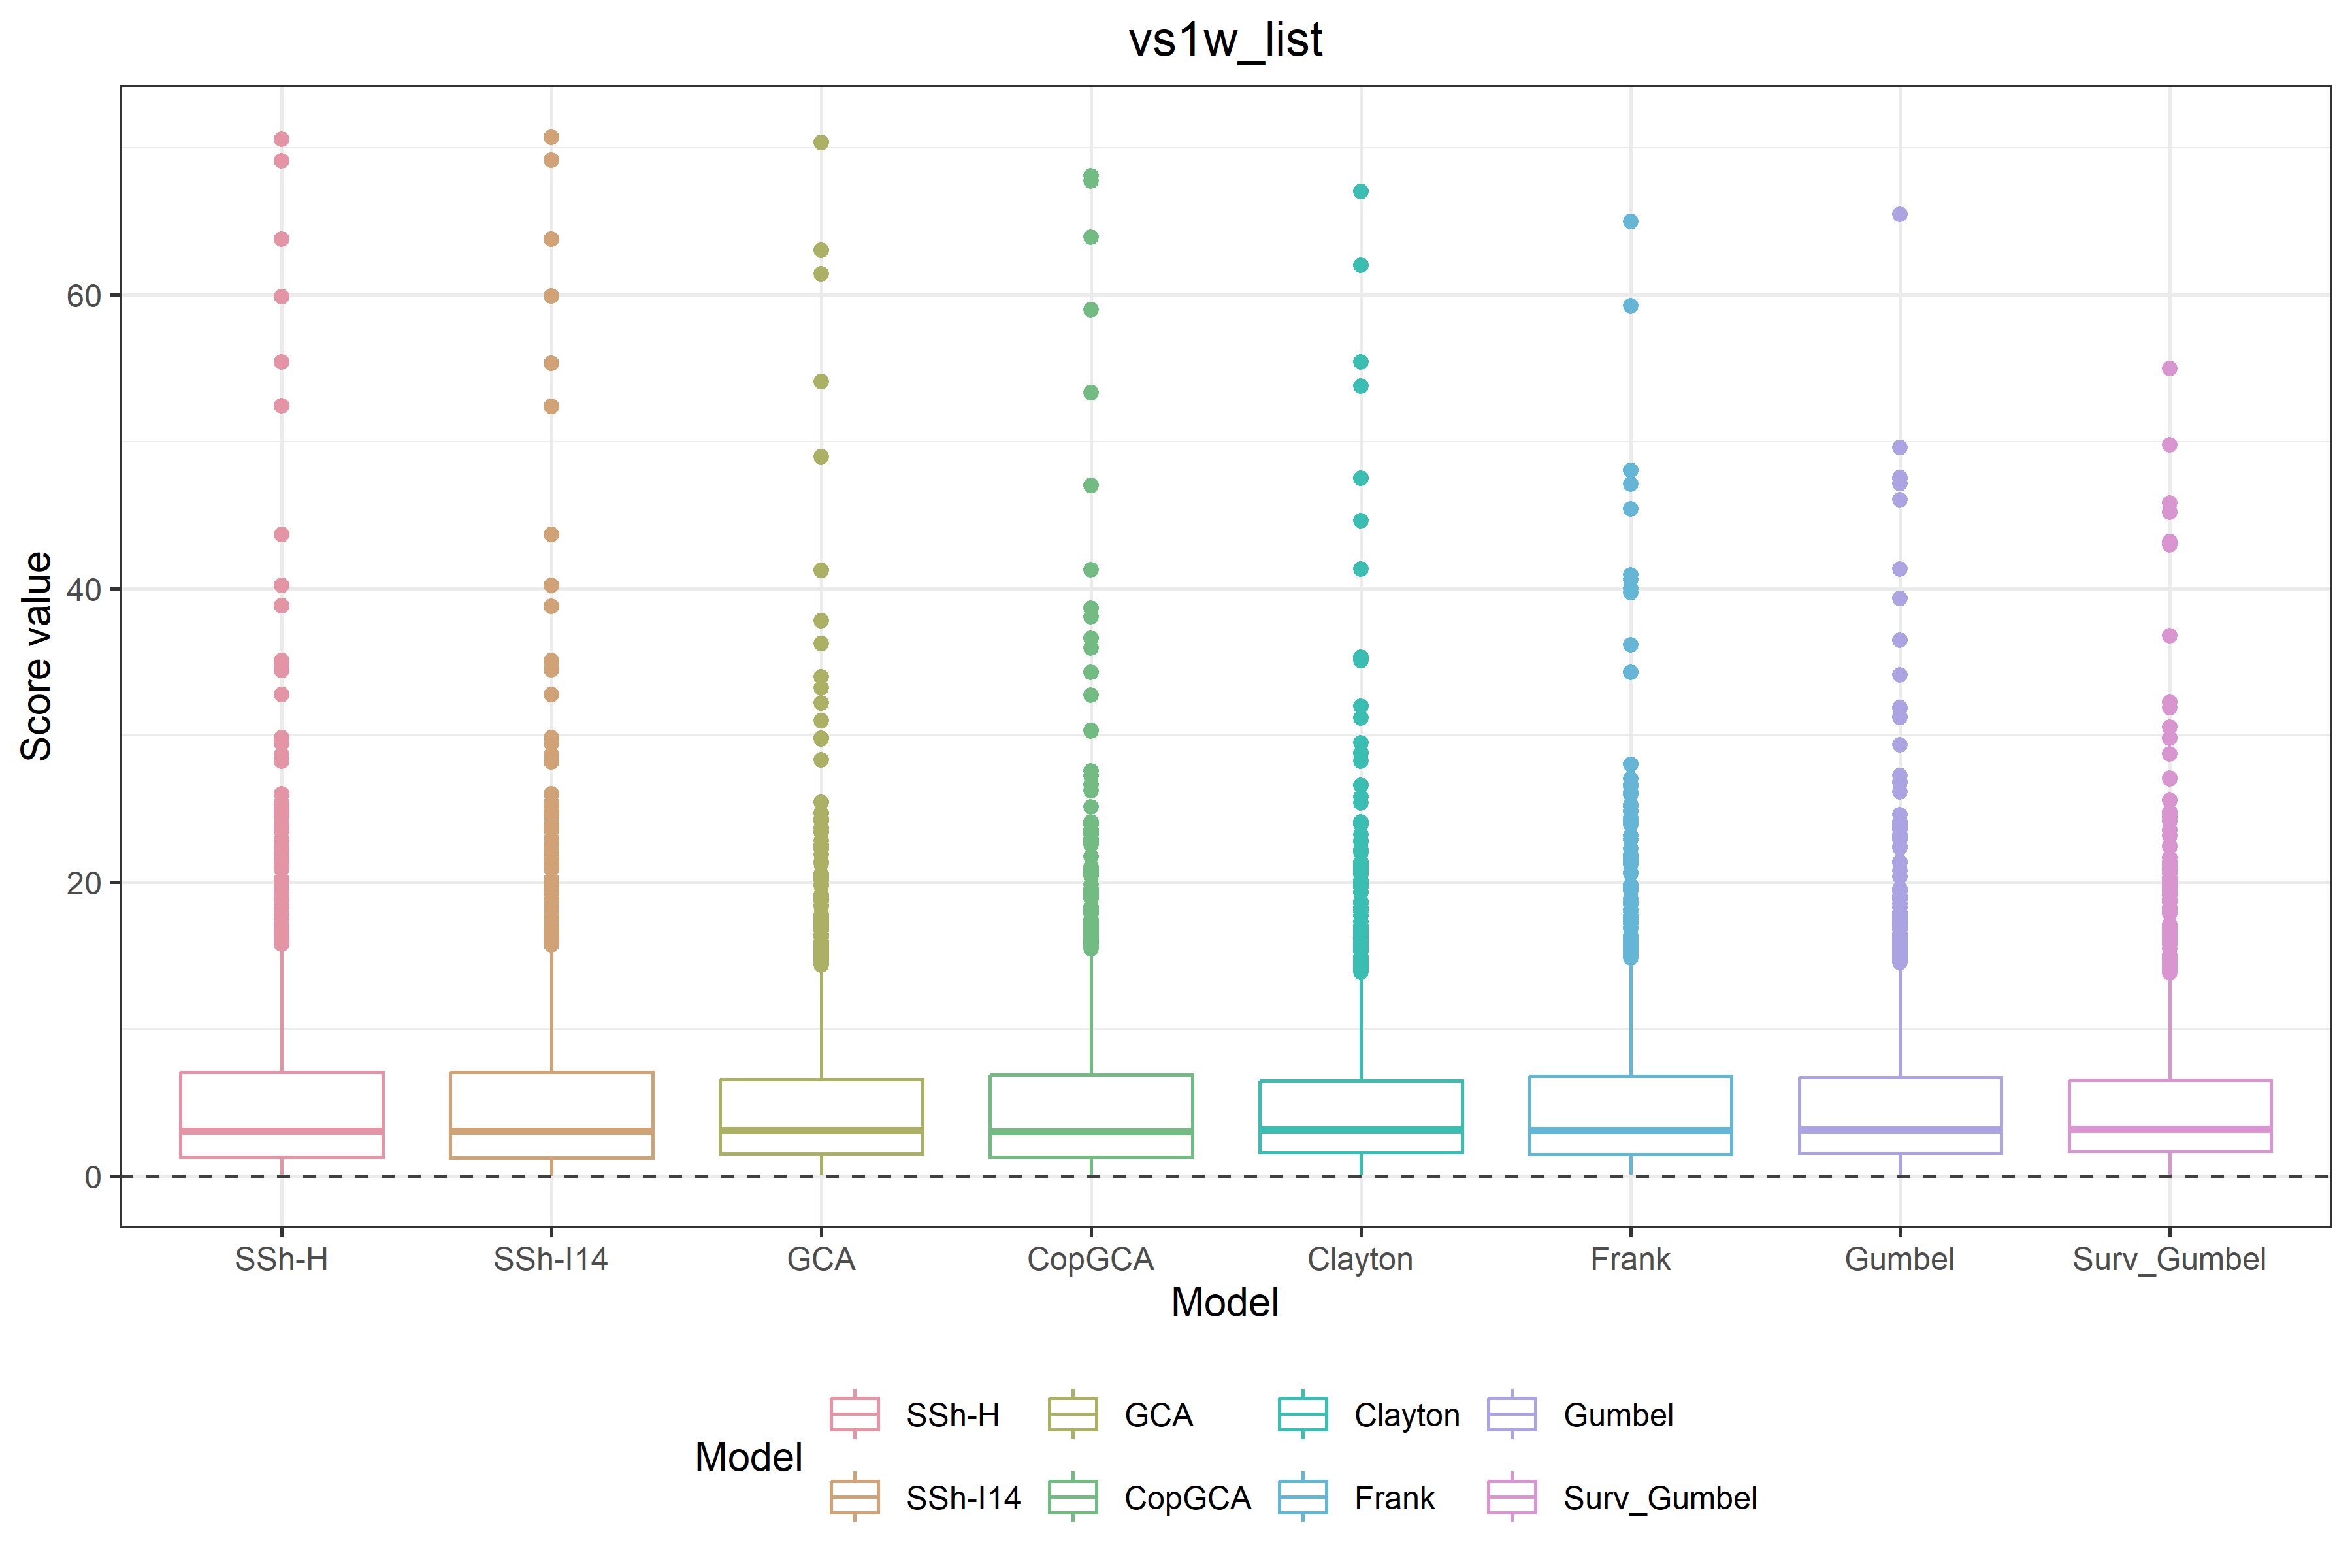 vs1w_list
Score value
60
40
20
0
SSh-H SSh-I14 GCA CopGCA Clayton Frank Gumbel Surv_Gumbel
Model
Model
SSh-H GCA Clayton Gumbel
SSh-I14 CopGCA Frank Surv_Gumbel